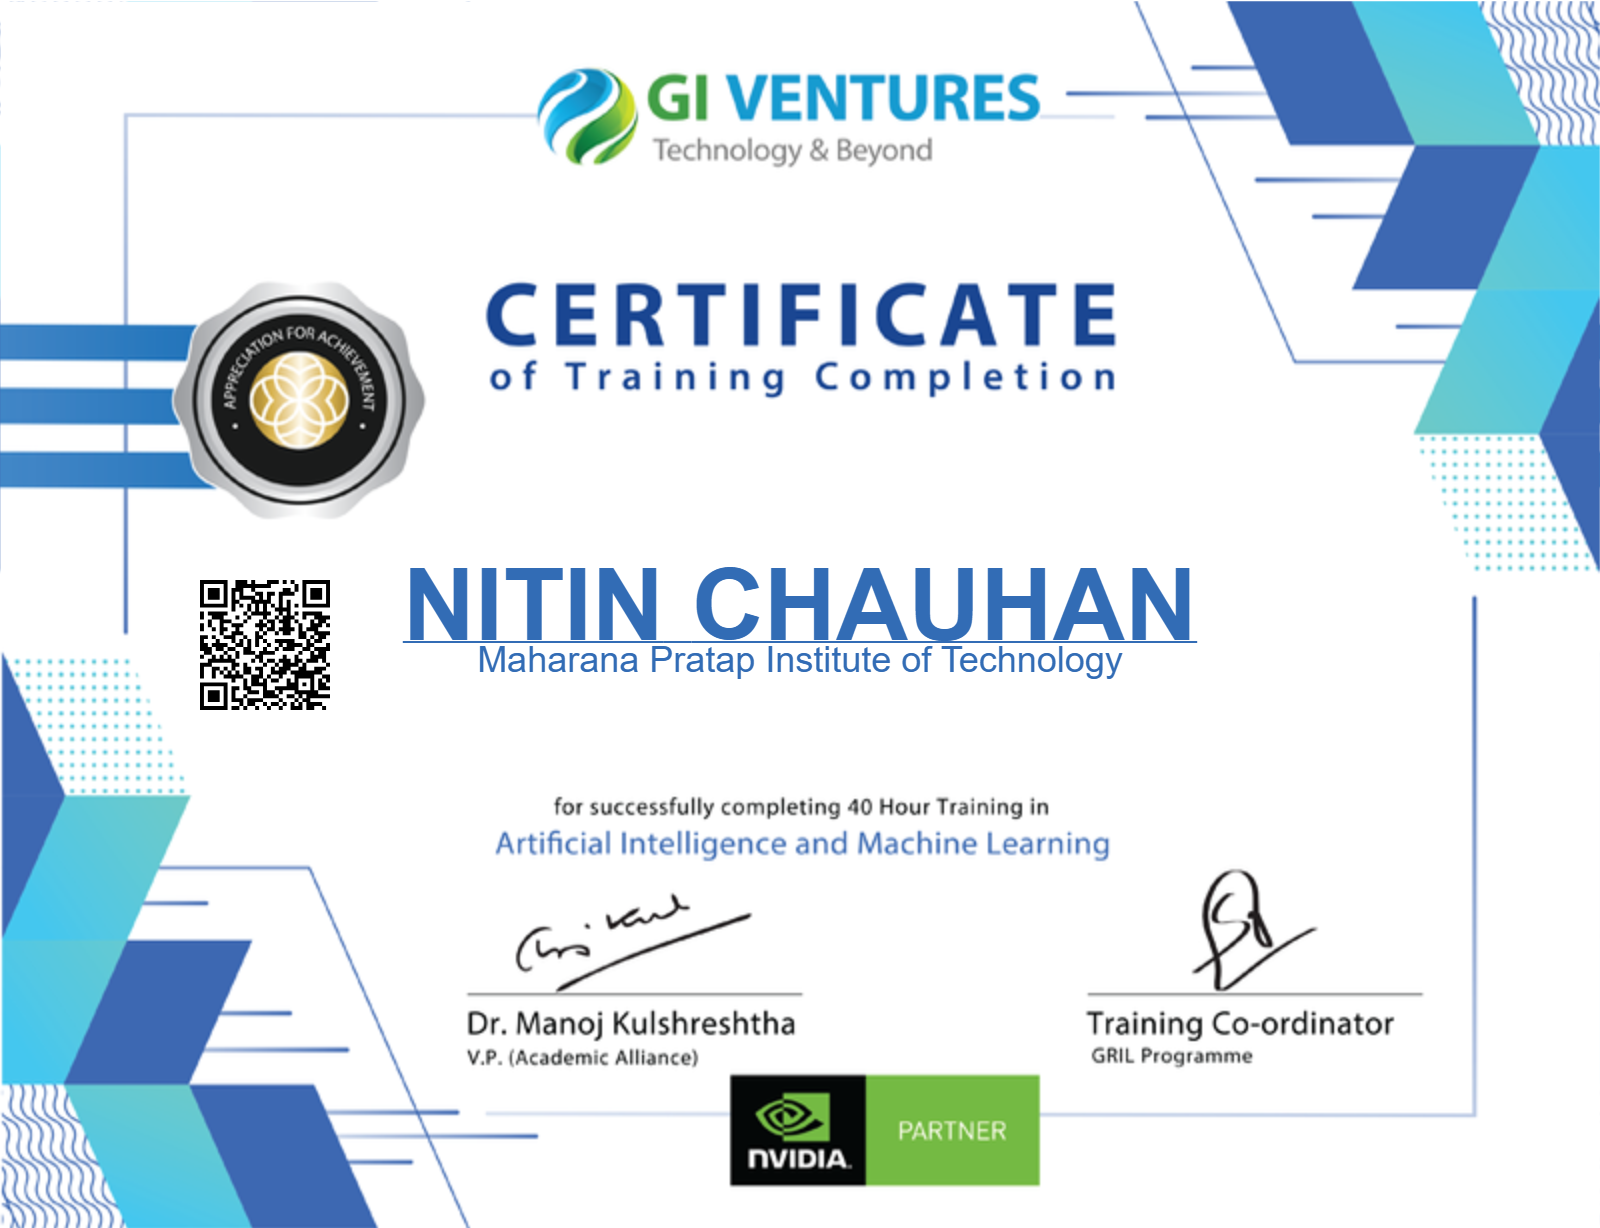 GI VENTURES
Technology & Beyond
CERTIFICATE
of Training Completion
APPRECIATION FOR ACHIEVEMENT
NITIN CHAUHAN
Maharana Pratap Institute of Technology
for successfully completing 40 Hour Training in
Artificial Intelligence and Machine Learning
Dr. Manoj Kulshreshtha
V.P. (Academic Alliance)
Training Co-ordinator
GRIL Programme
NVIDIA.
PARTNER